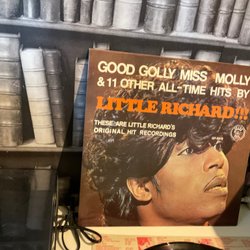 GOOD GOLLY MISS MOLLY
& 11 OTHER ALL-TIME HITS BY
LITTLE RICHARD!!!
THESE ARE LITTLE RICHARD'S
ORIGINAL HIT RECORDINGS